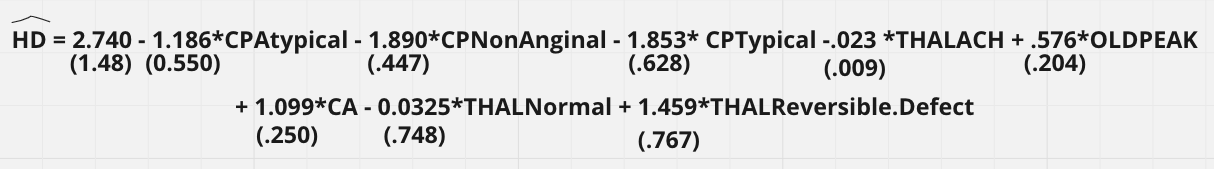 HD = 2.740 - 1.186*CPAtypical - 1.890*CPNonAnginal - 1.853* CPTypical -.023 *THALACH + .576*OLDPEAK
(1.48) (0.550) (.447) (.628) (.009) (.204)
+ 1.099*CA - 0.0325*THALNormal + 1.459*THALReversible.Defect
(.250) (.748) (.767)